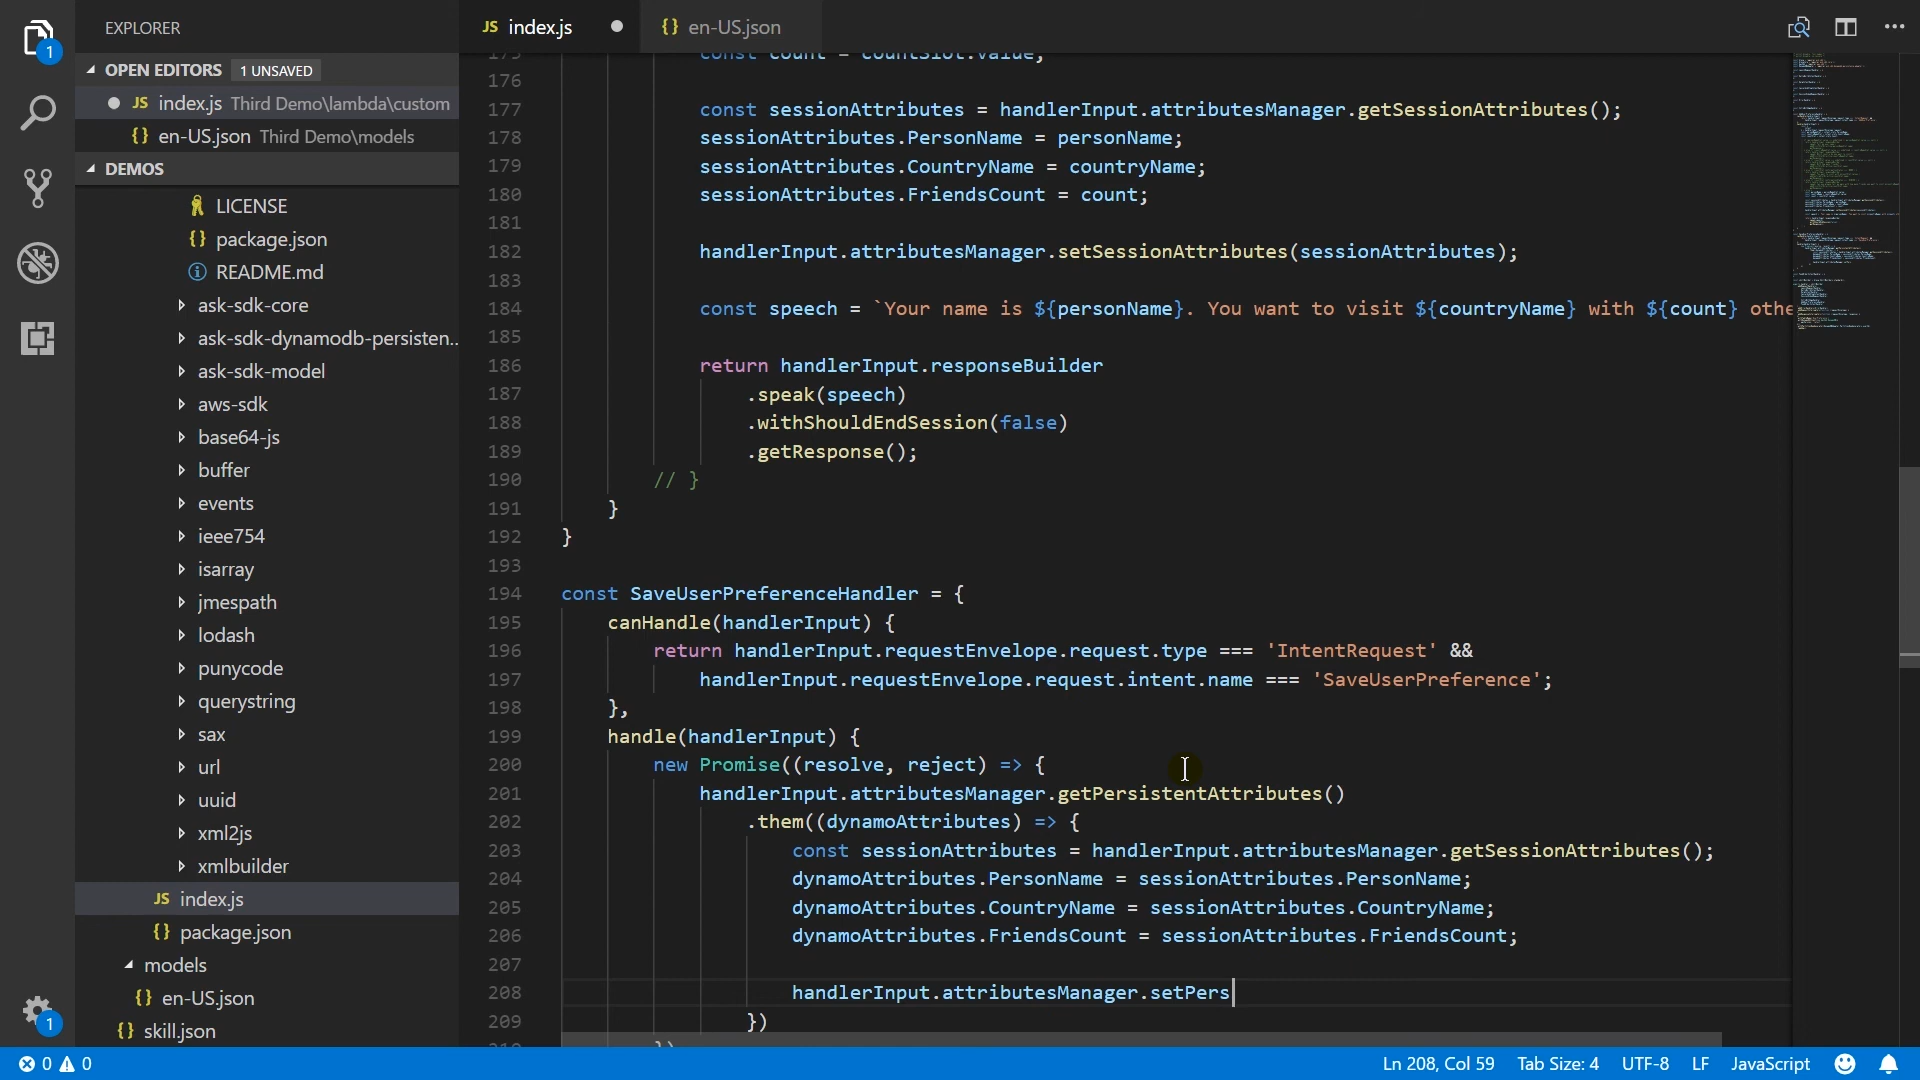 EXPLORER
OPEN EDITORS 1 UNSAVED
JS index.js Third Demo\lambda\custom
{} en-US.json Third Demo\models
DEMOS
LICENSE
{} package.json
README.md
ask-sdk-core
ask-sdk-dynamodb-persisten...
ask-sdk-model
aws-sdk
base64-js
buffer
events
ieee754
isarray
jmespath
lodash
punycode
querystring
sax
url
uuid
xml2js
xmlbuilder
JS index.js
{} package.json
models
{} en-US.json
{} skill.json
1
1
JS index.js
{} en-US.json
175 const count = countSlot.value;
176
177 const sessionAttributes = handlerInput.attributesManager.getSessionAttributes();
178 sessionAttributes.PersonName = personName;
179 sessionAttributes.CountryName = countryName;
180 sessionAttributes.FriendsCount = count;
181
182 handlerInput.attributesManager.setSessionAttributes(sessionAttributes);
183
184 const speech = `Your name is ${personName}. You want to visit ${countryName} with ${count} othe
185
186 return handlerInput.responseBuilder
187 .speak(speech)
188 .withShouldEndSession(false)
189 .getResponse();
190 // }
191 }
192 }
193
194 const SaveUserPreferenceHandler = {
195 canHandle(handlerInput) {
196 return handlerInput.requestEnvelope.request.type === 'IntentRequest' &&
197 handlerInput.requestEnvelope.request.intent.name === 'SaveUserPreference';
198 },
199 handle(handlerInput) {
200 new Promise((resolve, reject) => {
201 handlerInput.attributesManager.getPersistentAttributes()
202 .them((dynamoAttributes) => {
203 const sessionAttributes = handlerInput.attributesManager.getSessionAttributes();
204 dynamoAttributes.PersonName = sessionAttributes.PersonName;
205 dynamoAttributes.CountryName = sessionAttributes.CountryName;
206 dynamoAttributes.FriendsCount = sessionAttributes.FriendsCount;
207
208 handlerInput.attributesManager.setPers
209 })
210 })
0 0 Ln 208, Col 59 Tab Size: 4 UTF-8 LF JavaScript